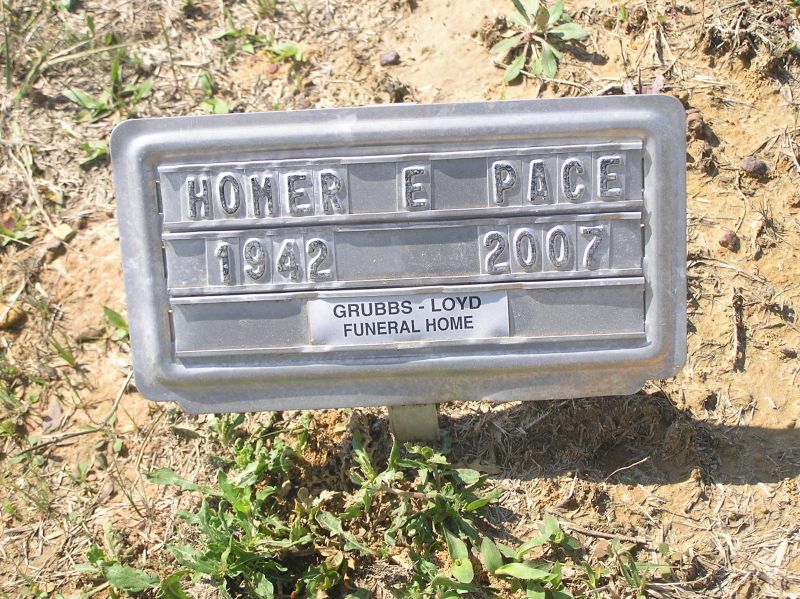 HOMER E PACE
1942 2007
GRUBBS - LOYD
FUNERAL HOME